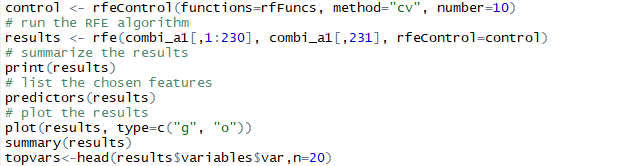 control <- rfeControl(functions=rfFuncs, method="cv", number=10)
# run the RFE algorithm
results <- rfe(combi_a1[,1:230], combi_a1[,231], rfeControl=control)
# summarize the results
print(results)
# list the chosen features
predictors(results)
# plot the results
plot(results, type=c("g", "o"))
summary(results)
topvars<-head(results$variables$var,n=20)